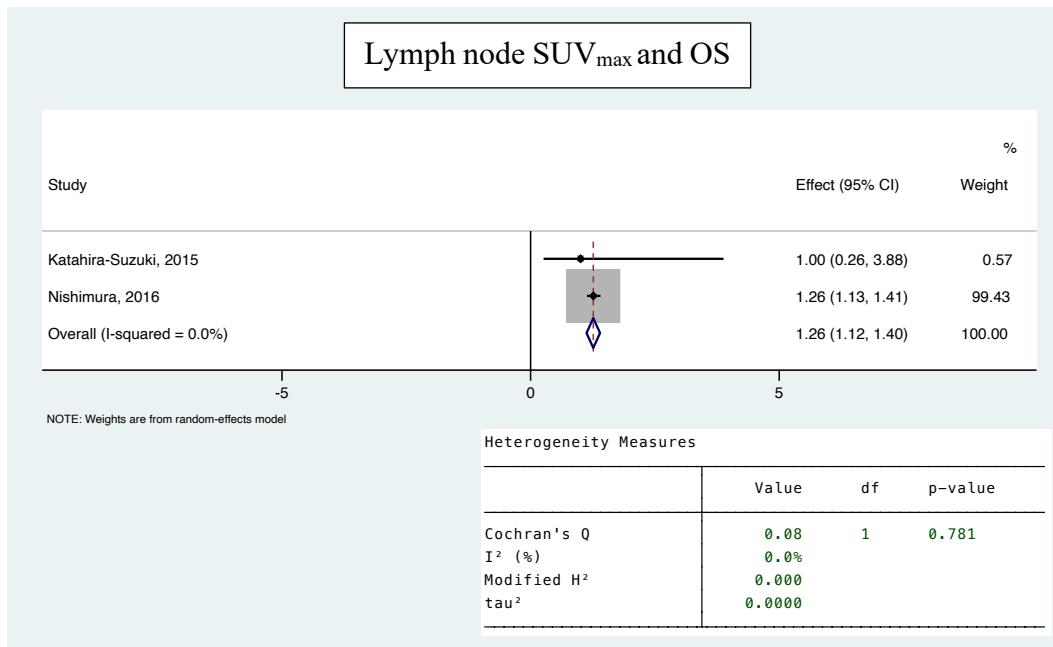 Lymph node SUVmax and OS
%
Study Effect (95% CI) Weight
Katahira-Suzuki, 2015 1.00 (0.26, 3.88) 0.57
Nishimura, 2016 1.26 (1.13, 1.41) 99.43
Overall (I-squared = 0.0%) 1.26 (1.12, 1.40) 100.00
-5 0 5
NOTE: Weights are from random-effects model
Heterogeneity Measures
Value df p-value
Cochran's Q 0.08 1 0.781
I² (%) 0.0%
Modified H² 0.000
tau² 0.0000